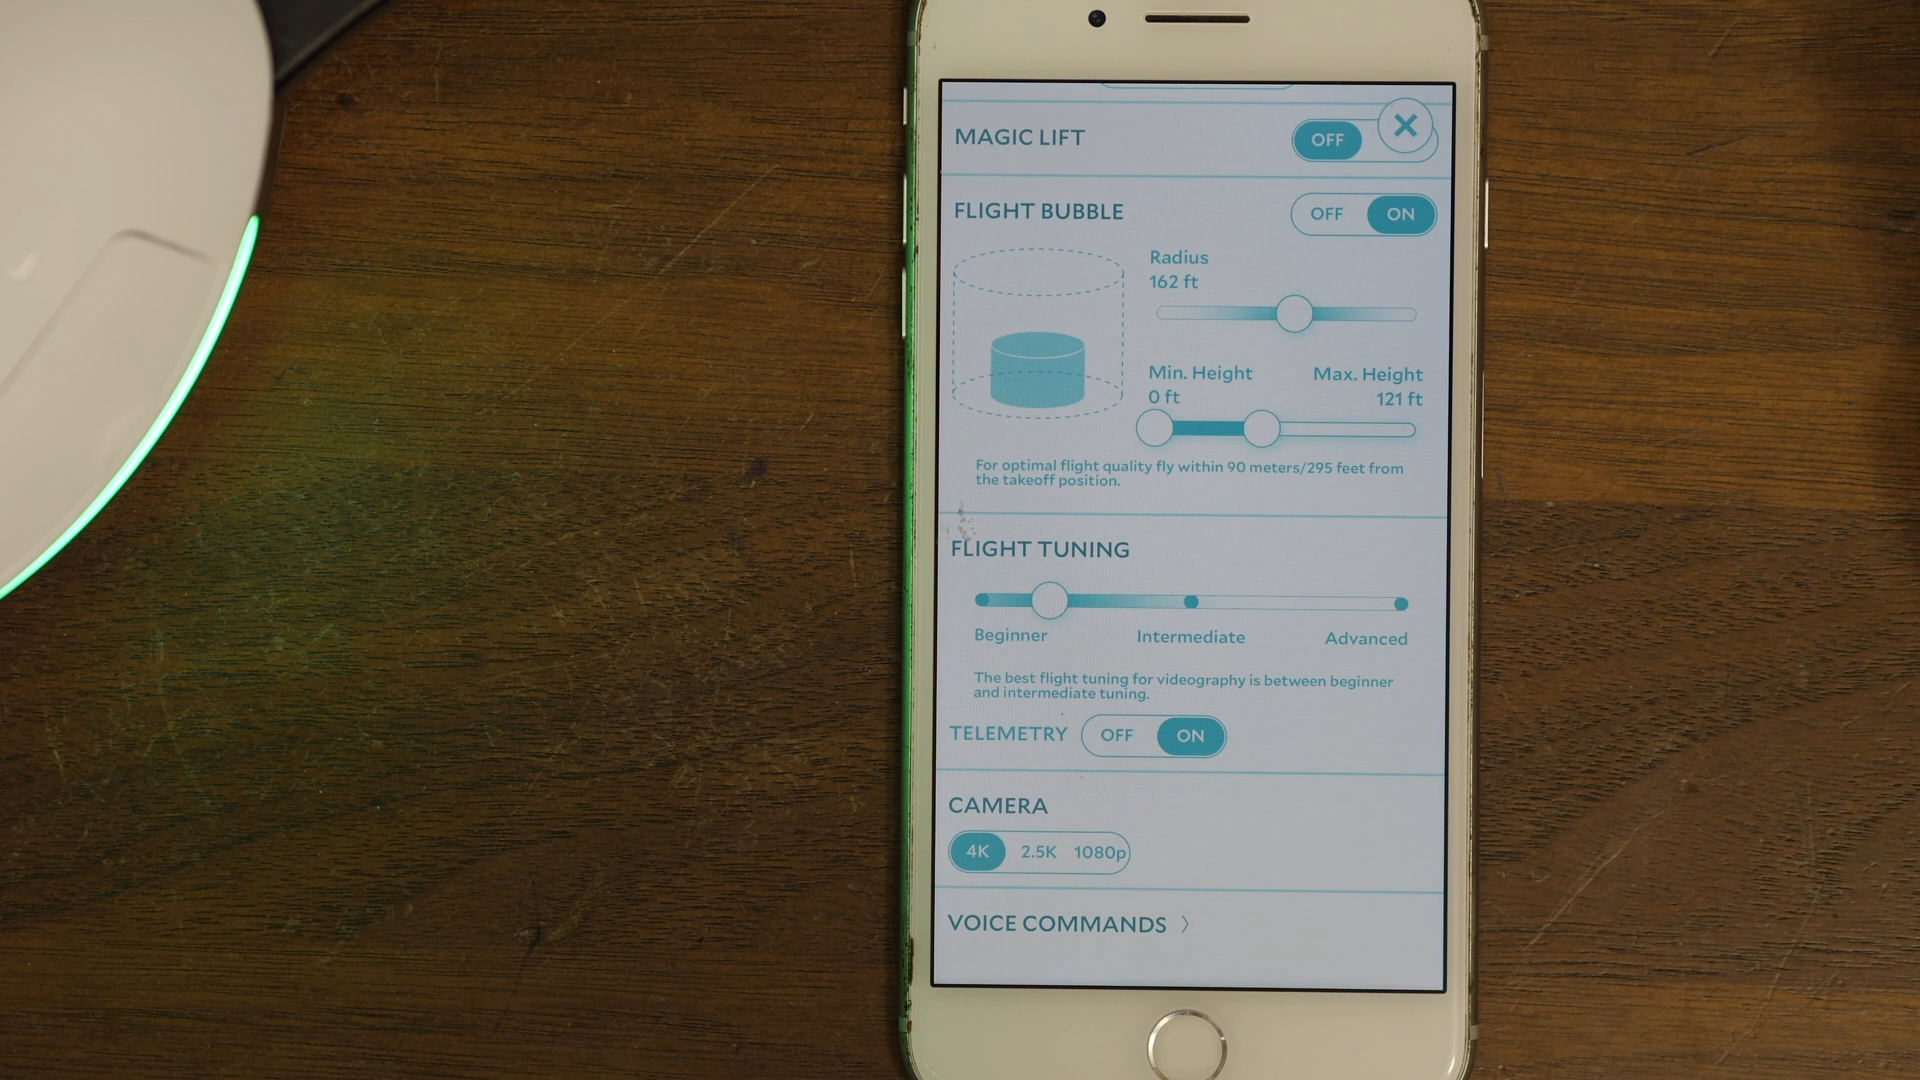 MAGIC LIFT
OFF
FLIGHT BUBBLE
OFF ON
Radius
162 ft
Min. Height Max. Height
0 ft 121 ft
For optimal flight quality fly within 90 meters/295 feet from
the takeoff position.
FLIGHT TUNING
Beginner Intermediate Advanced
The best flight tuning for videography is between beginner
and intermediate tuning.
TELEMETRY OFF ON
CAMERA
4K 2.5K 1080p
VOICE COMMANDS